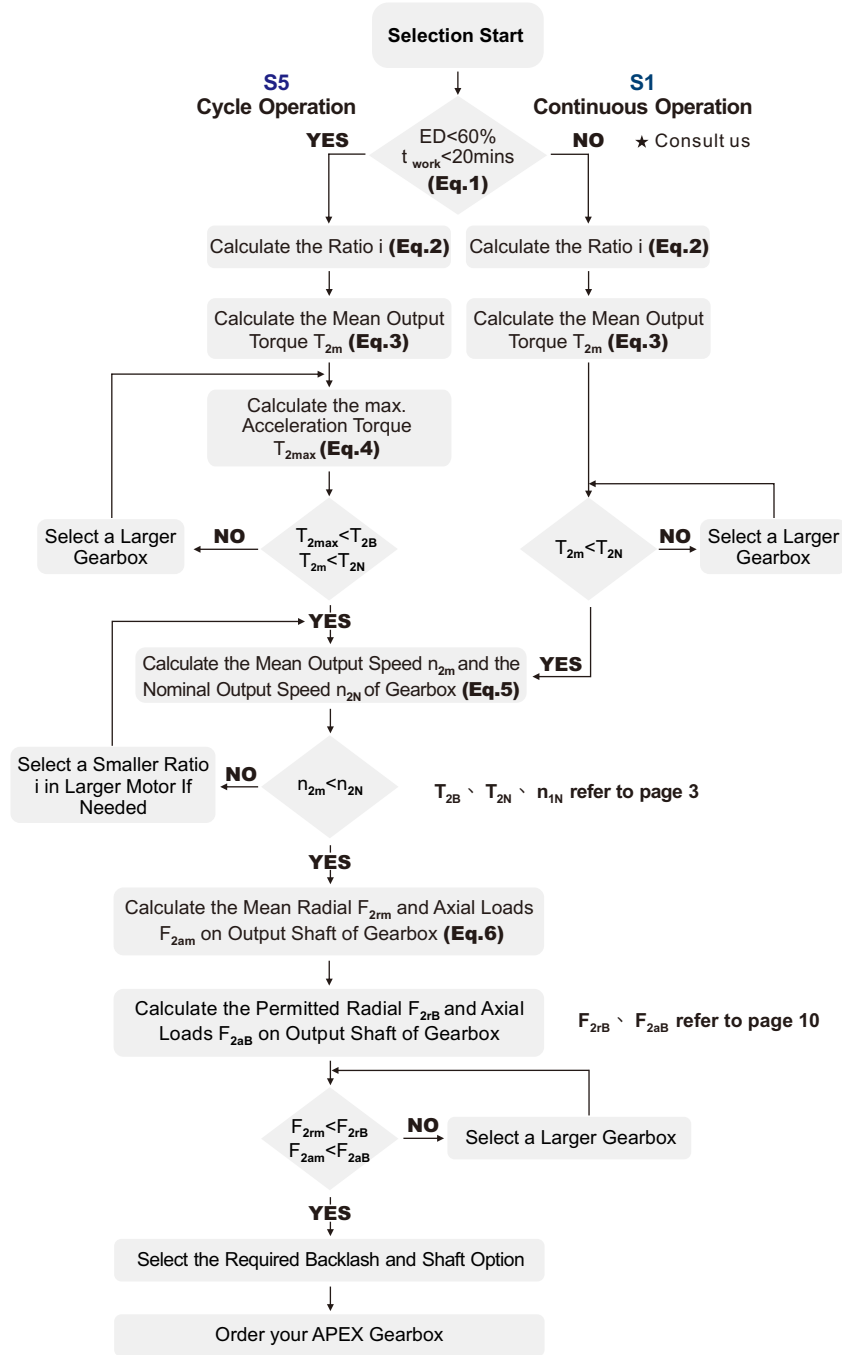 Selection Start
S5
Cycle Operation
S1
Continuous Operation
YES
ED<60%
t work<20mins
(Eq.1)
NO
★ Consult us
Calculate the Ratio i (Eq.2)
Calculate the Ratio i (Eq.2)
Calculate the Mean Output
Torque T2m (Eq.3)
Calculate the Mean Output
Torque T2m (Eq.3)
Calculate the max.
Acceleration Torque
T2max (Eq.4)
Select a Larger
Gearbox
NO
T2max<T2B
T2m<T2N
T2m<T2N
NO
Select a Larger
Gearbox
YES
Calculate the Mean Output Speed n2m and the
Nominal Output Speed n2N of Gearbox (Eq.5)
YES
Select a Smaller Ratio
i in Larger Motor If
Needed
NO
n2m<n2N
T2B、 T2N、 n1N refer to page 3
YES
Calculate the Mean Radial F2rm and Axial Loads
F2am on Output Shaft of Gearbox (Eq.6)
Calculate the Permitted Radial F2rB and Axial
Loads F2aB on Output Shaft of Gearbox
F2rB、 F2aB refer to page 10
F2rm<F2rB
F2am<F2aB
NO
Select a Larger Gearbox
YES
Select the Required Backlash and Shaft Option
Order your APEX Gearbox